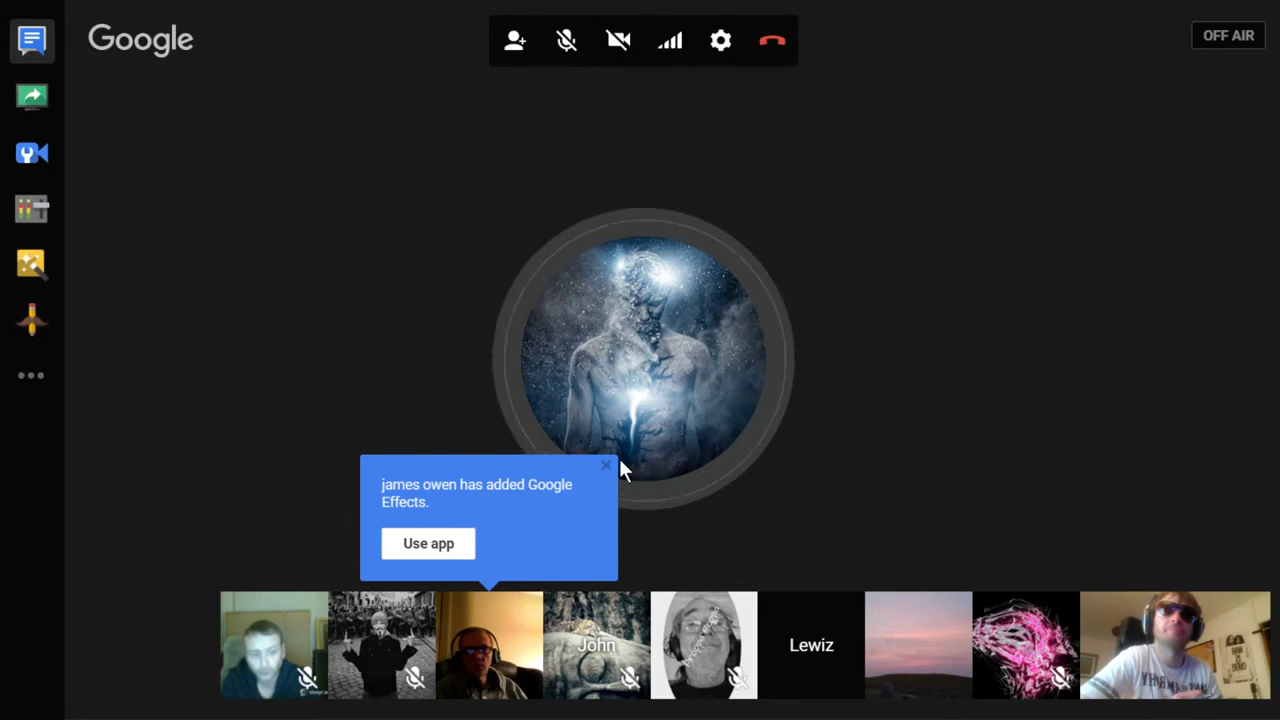 Google
OFF AIR
james owen has added Google
Effects.
Use app
John
Lewiz